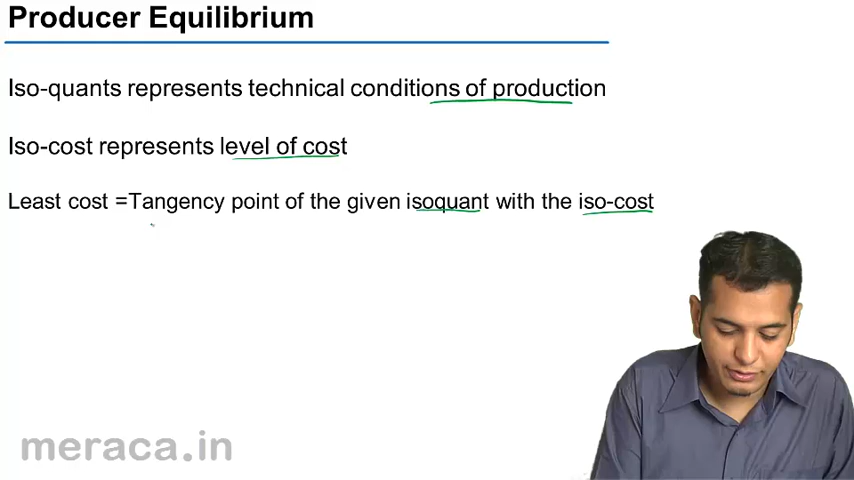 Producer Equilibrium
Iso-quants represents technical conditions of production
Iso-cost represents level of cost
Least cost =Tangency point of the given isoquant with the iso-cost
meraca.in